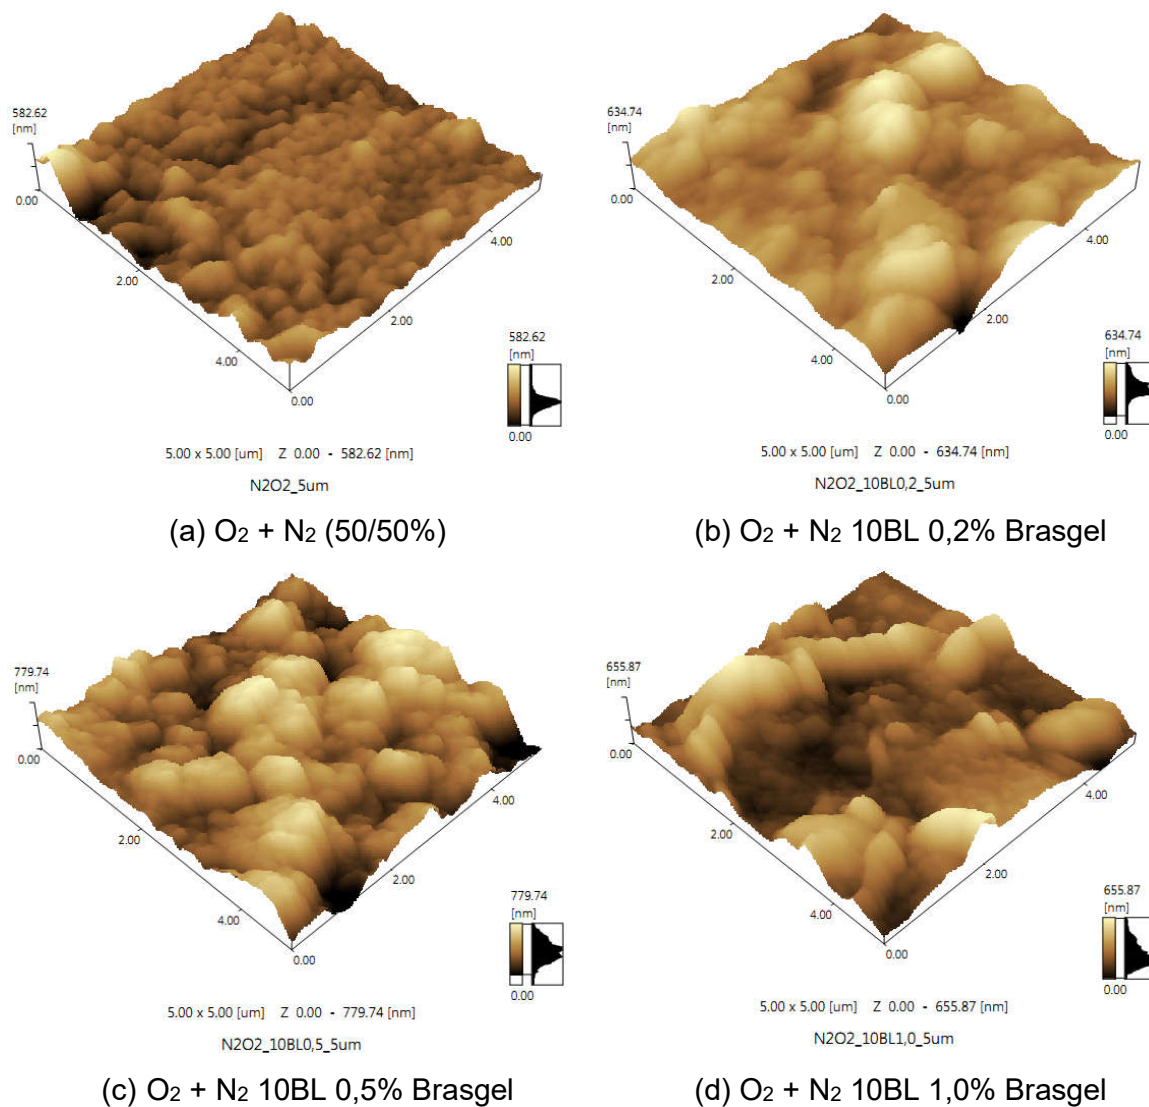 582.62
[nm]
0.00
2.00
4.00
0.00
2.00
4.00
582.62
[nm]
0.00
5.00 x 5.00 [um] Z 0.00 - 582.62 [nm]
N2O2_5um
(a) O₂ + N₂ (50/50%)
634.74
[nm]
0.00
2.00
4.00
0.00
2.00
4.00
634.74
[nm]
0.00
5.00 x 5.00 [um] Z 0.00 - 634.74 [nm]
N2O2_10BL0,2_5um
(b) O₂ + N₂ 10BL 0,2% Brasgel
779.74
[nm]
0.00
2.00
4.00
0.00
2.00
4.00
779.74
[nm]
0.00
5.00 x 5.00 [um] Z 0.00 - 779.74 [nm]
N2O2_10BL0,5_5um
(c) O₂ + N₂ 10BL 0,5% Brasgel
655.87
[nm]
0.00
2.00
4.00
0.00
2.00
4.00
655.87
[nm]
0.00
5.00 x 5.00 [um] Z 0.00 - 655.87 [nm]
N2O2_10BL1,0_5um
(d) O₂ + N₂ 10BL 1,0% Brasgel